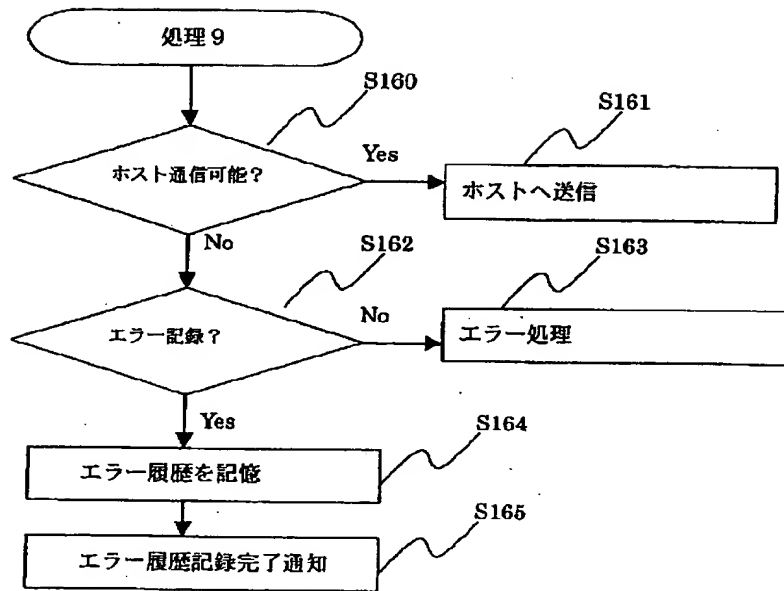 処理９
S160
S161
ホスト通信可能？
Yes
ホストへ送信
No
S162
S163
エラー記録？
No
エラー処理
Yes
S164
エラー履歴を記憶
S165
エラー履歴記録完了通知